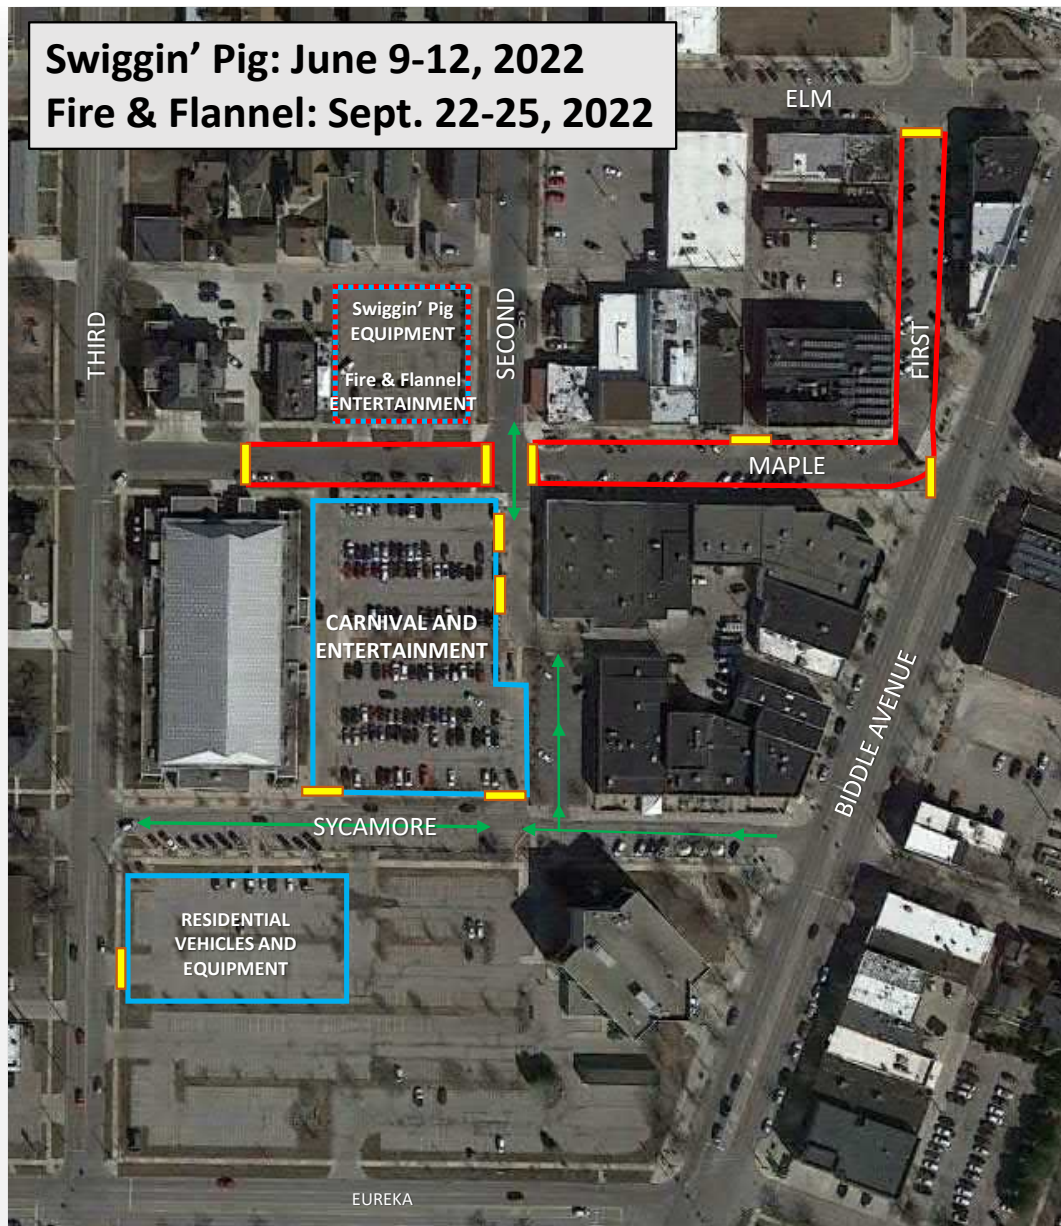 Swiggin’ Pig: June 9-12, 2022
Fire & Flannel: Sept. 22-25, 2022
ELM
THIRD
SECOND
FIRST
Swiggin’ Pig
EQUIPMENT
Fire & Flannel
ENTERTAINMENT
MAPLE
CARNIVAL AND
ENTERTAINMENT
BIDDLE AVENUE
SYCAMORE
RESIDENTIAL
VEHICLES AND
EQUIPMENT
EUREKA